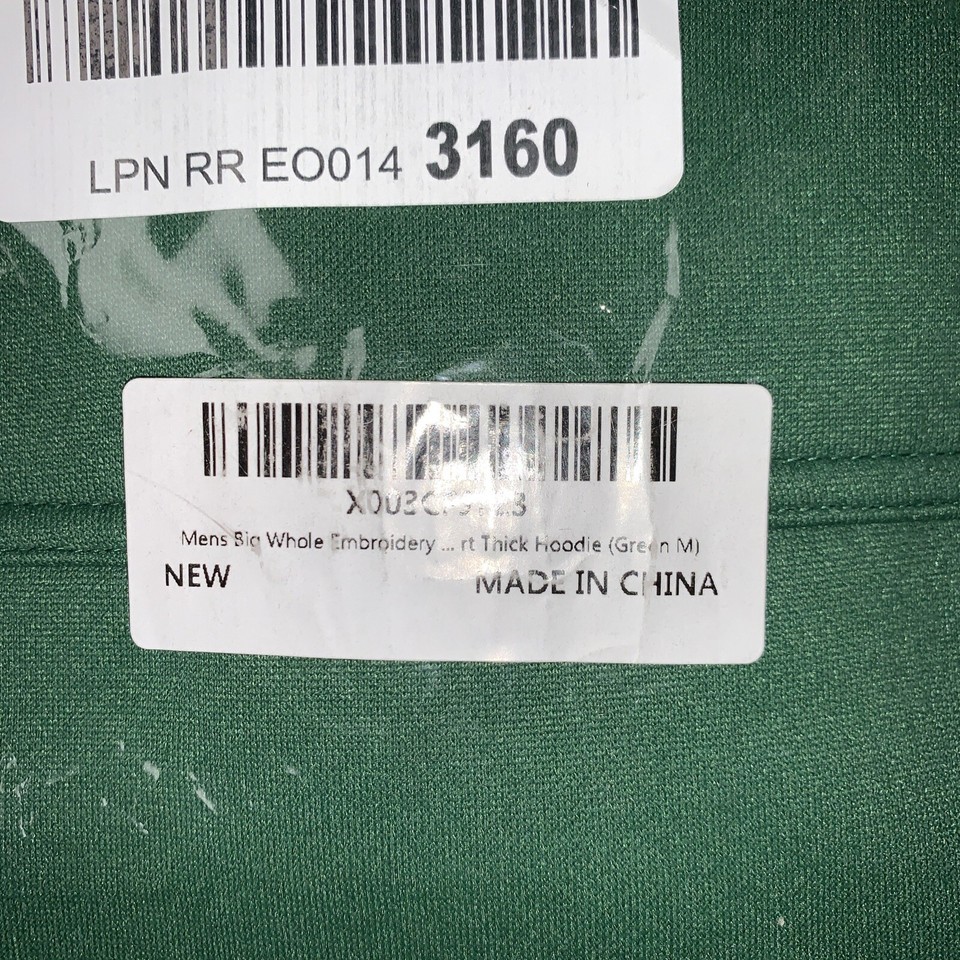 LPN RR EO014 3160
Mens Big Whole Embroidery ... rt Thick Hoodie (Green M)
NEW MADE IN CHINA